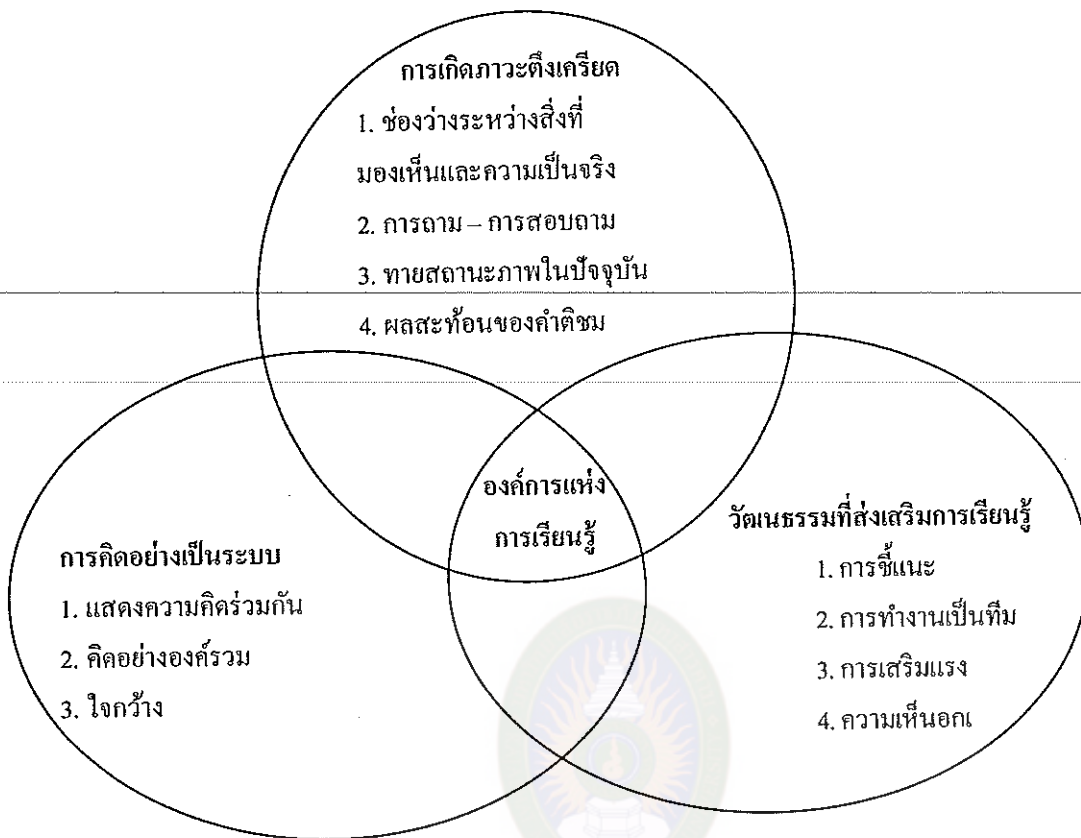 การเกิดภาวะตึงเครียด
1. ช่องว่างระหว่างสิ่งที่
มองเห็นและความเป็นจริง
2. การถาม – การสอบถาม
3. ทายสถานะภาพในปัจจุบัน
4. ผลสะท้อนของคำติชม
องค์การแห่ง
การเรียนรู้
การคิดอย่างเป็นระบบ
1. แสดงความคิดร่วมกัน
2. คิดอย่างองค์รวม
3. ใจกว้าง
วัฒนธรรมที่ส่งเสริมการเรียนรู้
1. การชี้แนะ
2. การทำงานเป็นทีม
3. การเสริมแรง
4. ความเห็นอกเ